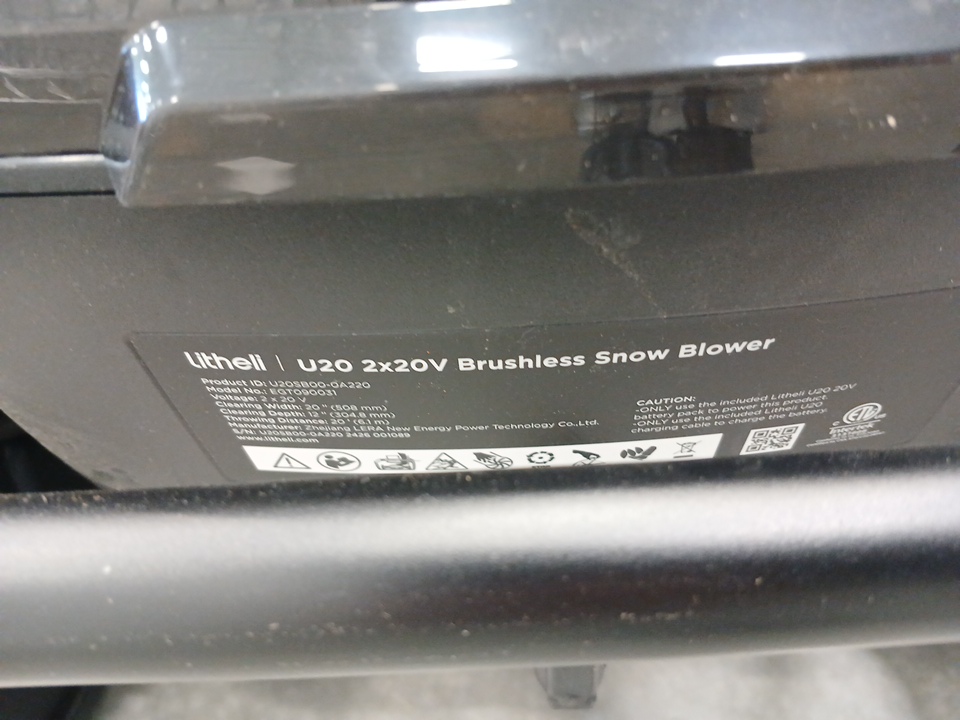 Litheli | U20 2x20V Brushless Snow Blower
Product ID: U20SB00-0A220
Model No.: EGT090031
Voltage: 2 x 20 V
Clearing Width: 20 " (508 mm)
Clearing Depth: 12 " (304.8 mm)
Throwing Distance: 20' (6.1 m)
Manufacturer: Zhejiang LERA New Energy Power Technology Co.,Ltd.
S/N: U20SB00-0A220 2425 001089
www.litheli.com
CAUTION:
-ONLY use the included Litheli U20 20V
battery pack to power this product.
-ONLY use the included Litheli U20
charging cable to charge the battery.
c ETL us
Intertek